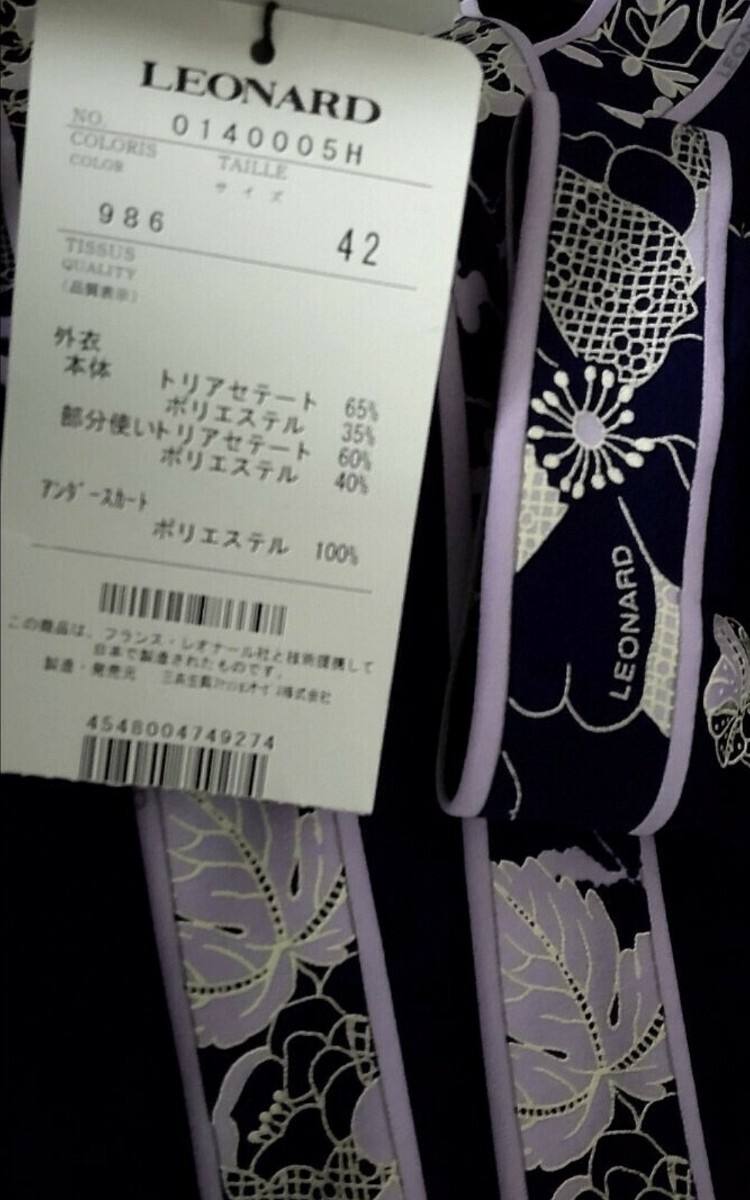 LEONARD
NO. 0140005H
COLORIS TAILLE
COLOR サイズ
986 42
TISSUS
QUALITY
(品質表示)
外衣
本体 トリアセテート 65%
ポリエステル 35%
部分使いトリアセテート 60%
ポリエステル 40%
アンダースカート
ポリエステル 100%
この商品は、フランス・レオナール社と技術提携して
日本で製造されたものです。
製造・発売元
4548004749274
LEONARD